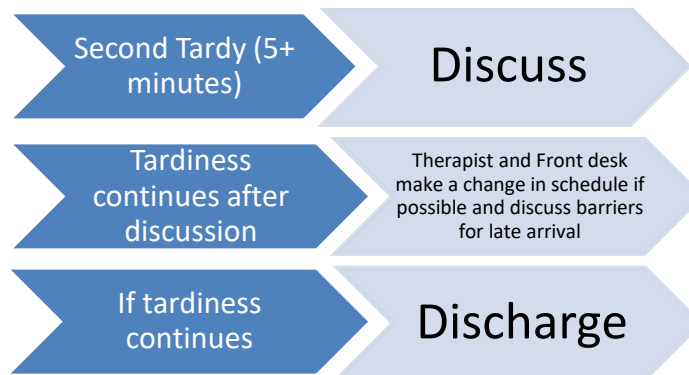 Second Tardy (5+
minutes)
Discuss
Tardiness
continues after
discussion
Therapist and Front desk
make a change in schedule if
possible and discuss barriers
for late arrival
If tardiness
continues
Discharge